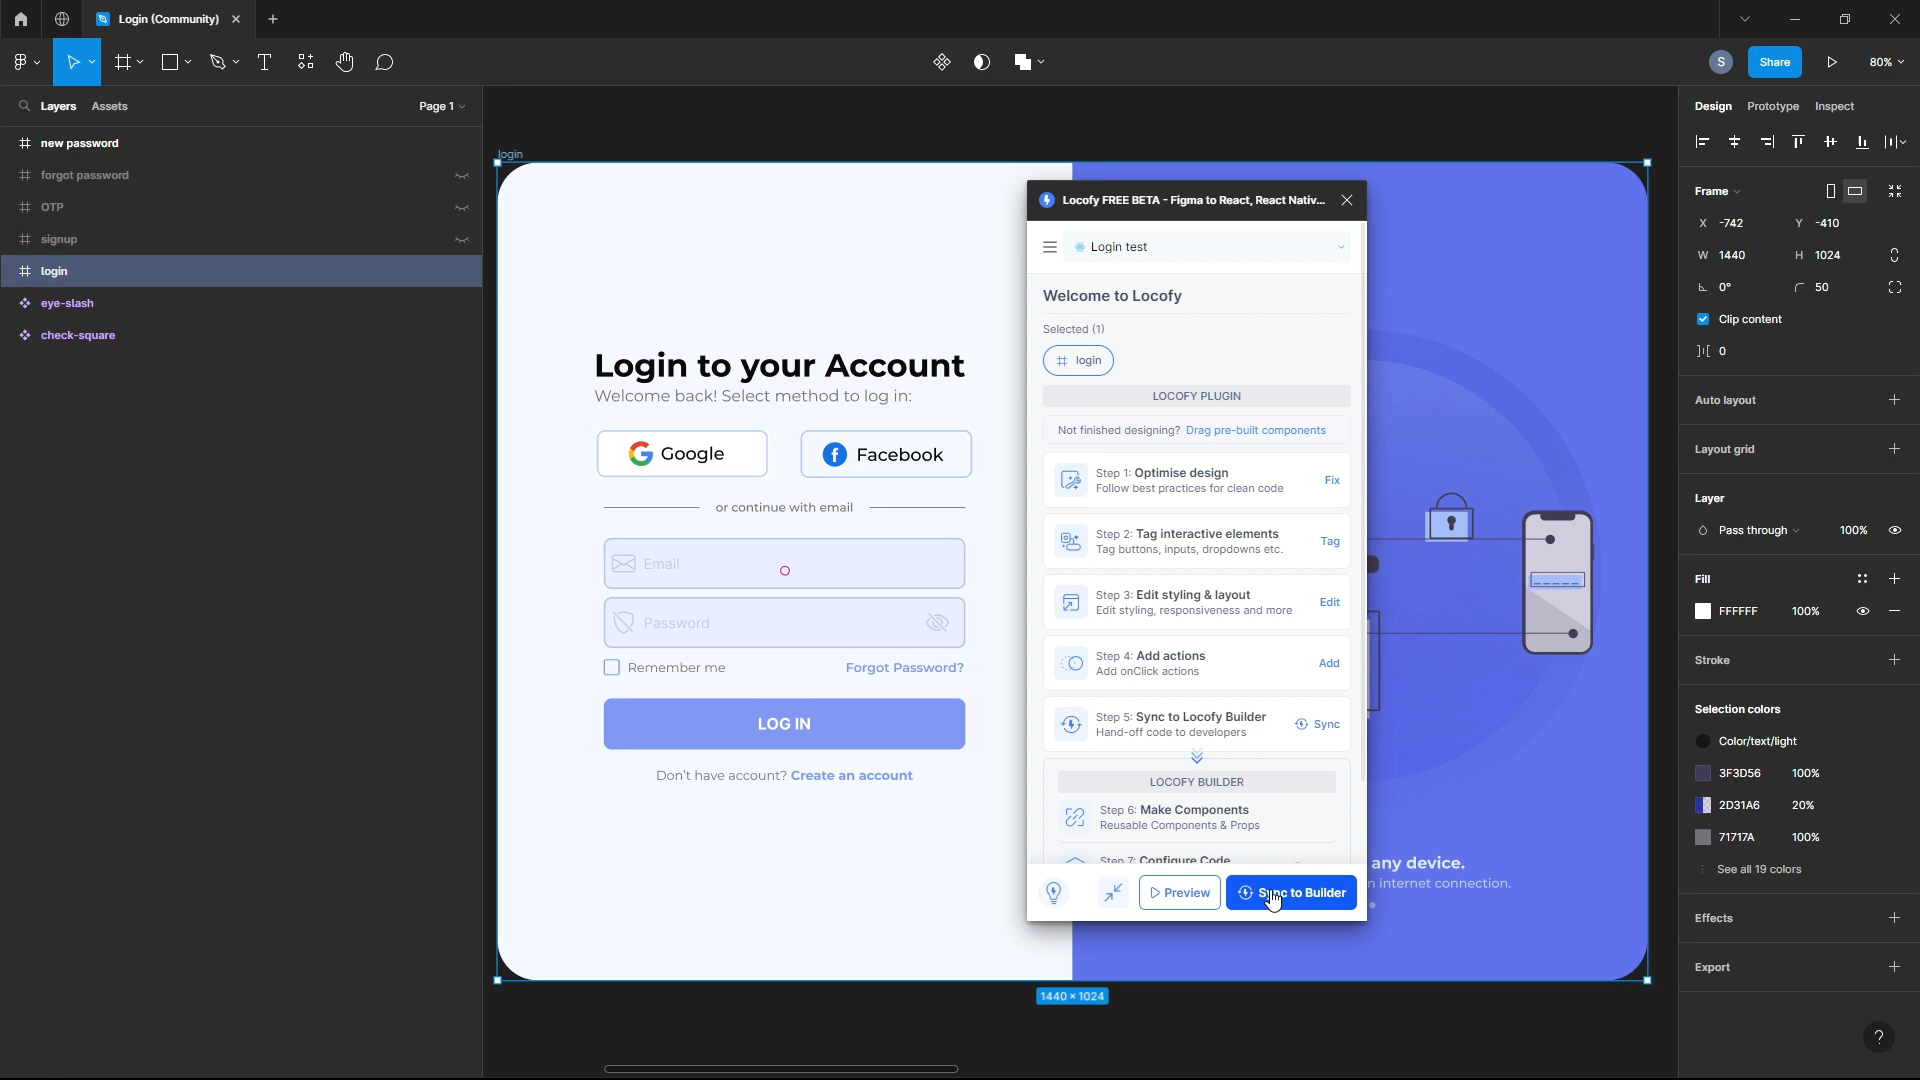 Login (Community)
S
Share
80%
Layers
Assets
Page 1
new password
forgot password
OTP
signup
login
eye-slash
check-square
login
Login to your Account
Welcome back! Select method to log in:
Google
Facebook
or continue with email
Email
Password
Remember me
Forgot Password?
LOG IN
Don't have account? Create an account
1440 × 1024
Locofy FREE BETA - Figma to React, React Nativ...
Login test
Welcome to Locofy
Selected (1)
login
LOCOFY PLUGIN
Not finished designing? Drag pre-built components
Step 1: Optimise design
Follow best practices for clean code
Fix
Step 2: Tag interactive elements
Tag buttons, inputs, dropdowns etc.
Tag
Step 3: Edit styling & layout
Edit styling, responsiveness and more
Edit
Step 4: Add actions
Add onClick actions
Add
Step 5: Sync to Locofy Builder
Hand-off code to developers
Sync
LOCOFY BUILDER
Step 6: Make Components
Reusable Components & Props
Step 7: Configure Code
Preview
Sync to Builder
any device.
internet connection.
Design
Prototype
Inspect
Frame
X -742
Y -410
W 1440
H 1024
0°
50
Clip content
0
Auto layout
Layout grid
Layer
Pass through
100%
Fill
FFFFFF
100%
Stroke
Selection colors
Color/text/light
3F3D56
100%
2D31A6
20%
71717A
100%
See all 19 colors
Effects
Export
?